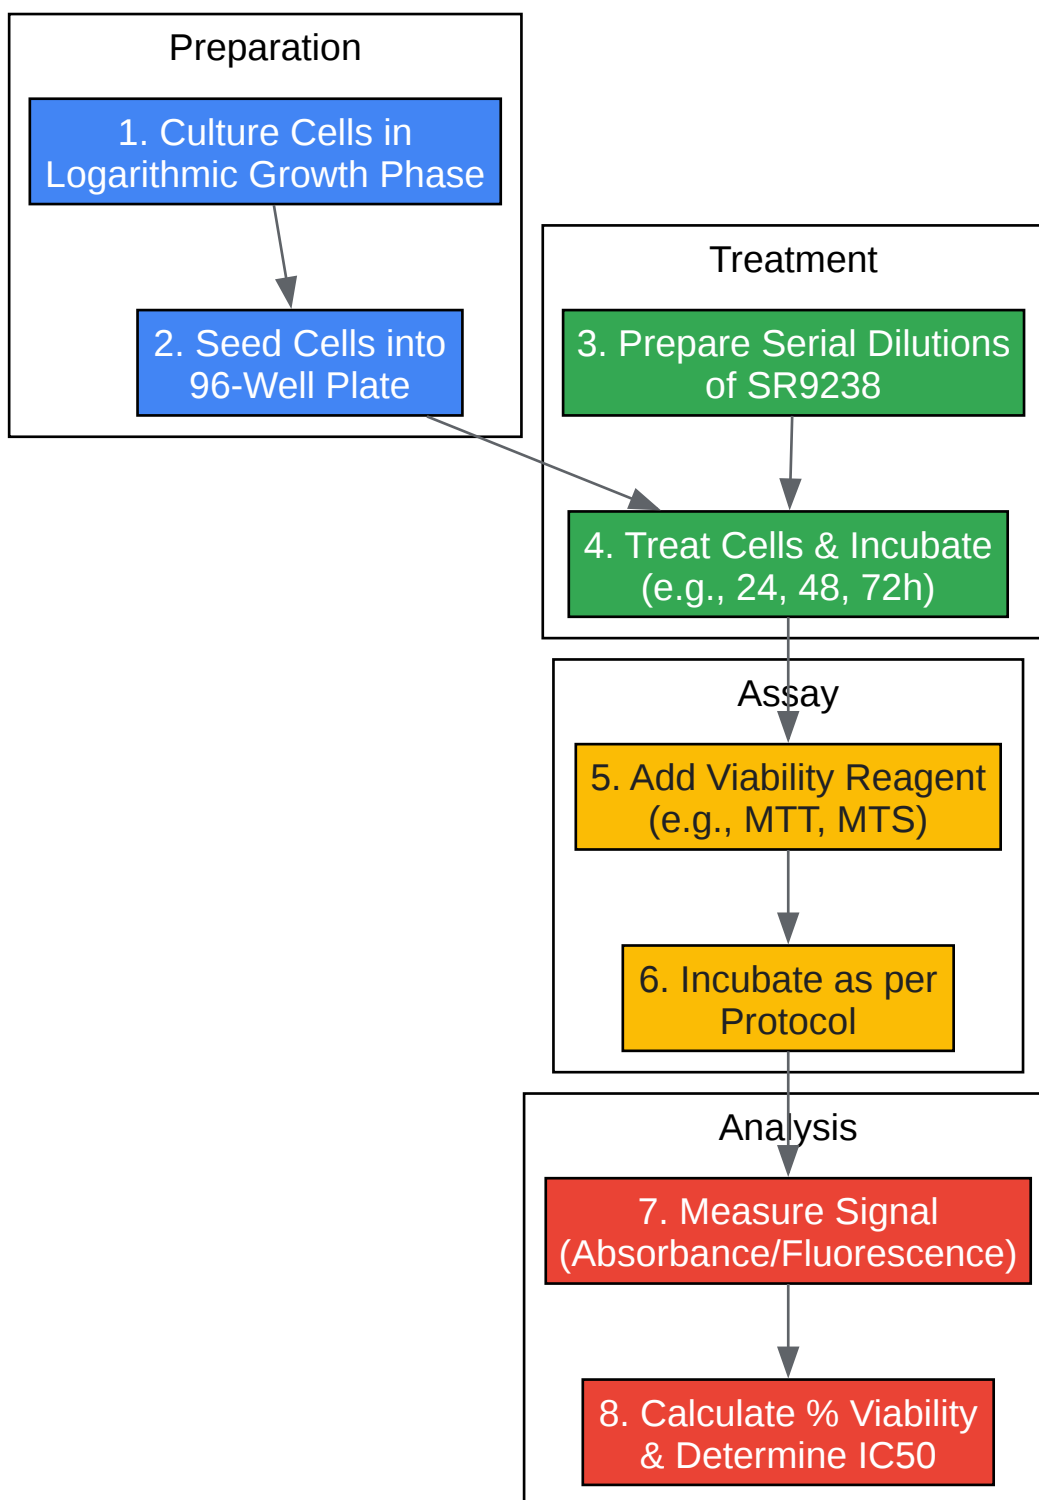 Preparation
1. Culture Cells in
Logarithmic Growth Phase
2. Seed Cells into
96-Well Plate
Treatment
3. Prepare Serial Dilutions
of SR9238
4. Treat Cells & Incubate
(e.g., 24, 48, 72h)
Assay
5. Add Viability Reagent
(e.g., MTT, MTS)
6. Incubate as per
Protocol
Analysis
7. Measure Signal
(Absorbance/Fluorescence)
8. Calculate % Viability
& Determine IC50